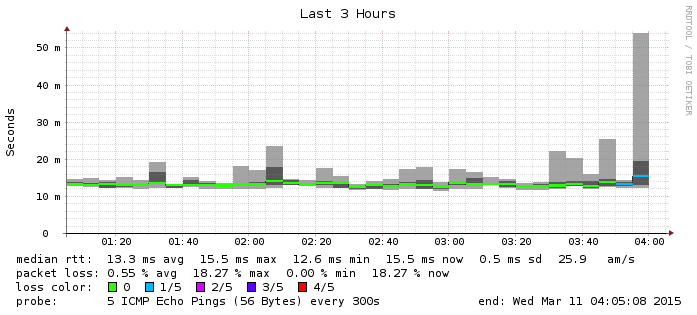 Last 3 Hours
RRDTOOL / TOBI OETIKER
Seconds
50 m
40 m
30 m
20 m
10 m
0
01:20 01:40 02:00 02:20 02:40 03:00 03:20 03:40 04:00
median rtt: 13.3 ms avg 15.5 ms max 12.6 ms min 15.5 ms now 0.5 ms sd 25.9 am/s
packet loss: 0.55 % avg 18.27 % max 0.00 % min 18.27 % now
loss color: 0 1/5 2/5 3/5 4/5
probe: 5 ICMP Echo Pings (56 Bytes) every 300s end: Wed Mar 11 04:05:08 2015